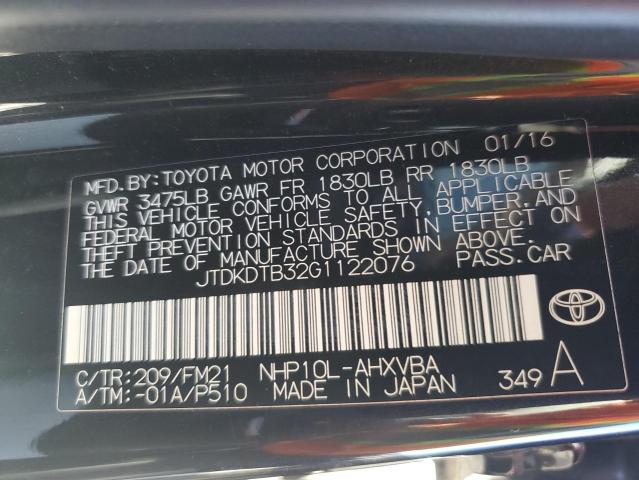 MFD. BY: TOYOTA MOTOR CORPORATION 01/16
GVWR 3475LB GAWR FR 1830LB RR 1830LB
THIS VEHICLE CONFORMS TO ALL APPLICABLE
FEDERAL MOTOR VEHICLE SAFETY, BUMPER, AND
THEFT PREVENTION STANDARDS IN EFFECT ON
THE DATE OF MANUFACTURE SHOWN ABOVE.
JTDKDTB32G1122076 PASS. CAR
C/TR: 209/FM21 NHP10L-AHXVBA
A/TM: -01A/P510 MADE IN JAPAN 349 A